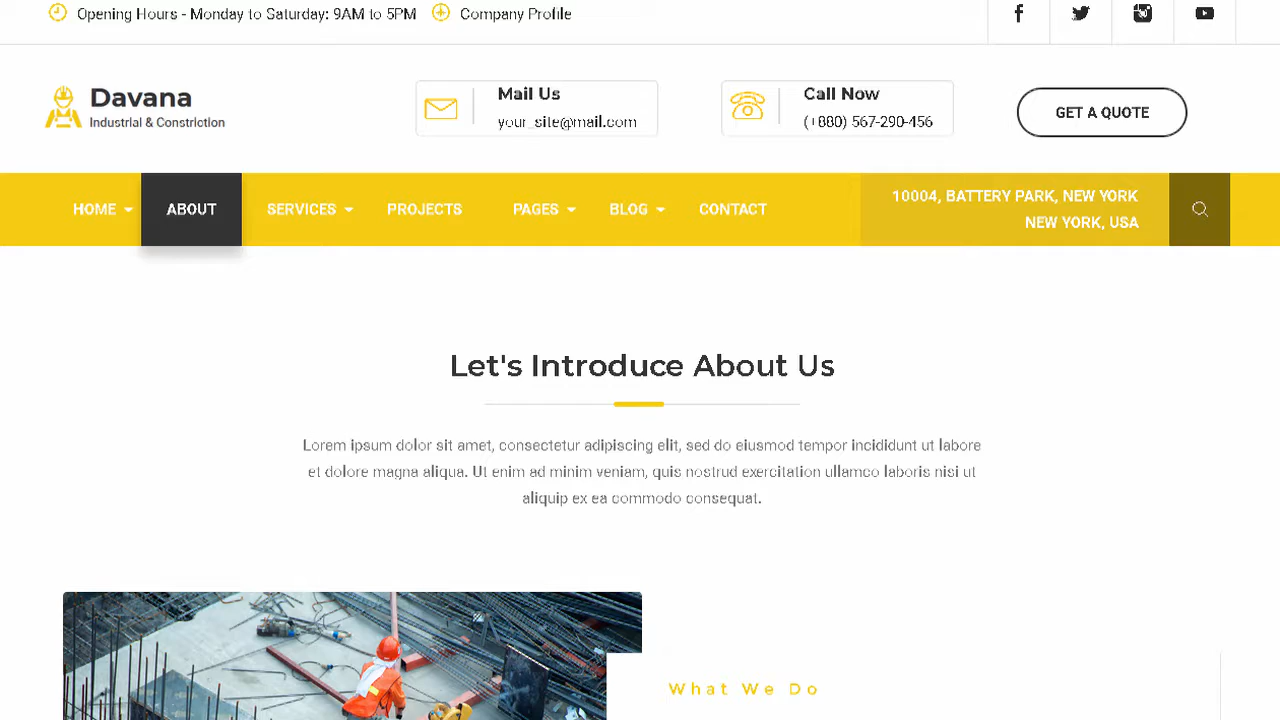 Opening Hours - Monday to Saturday: 9AM to 5PM Company Profile
Davana
Industrial & Constriction
Mail Us
your_site@mail.com
Call Now
(+880) 567-290-456
GET A QUOTE
HOME ABOUT SERVICES PROJECTS PAGES BLOG CONTACT
10004, BATTERY PARK, NEW YORK
NEW YORK, USA
Let's Introduce About Us
Lorem ipsum dolor sit amet, consectetur adipiscing elit, sed do eiusmod tempor incididunt ut labore
et dolore magna aliqua. Ut enim ad minim veniam, quis nostrud exercitation ullamco laboris nisi ut
aliquip ex ea commodo consequat.
What We Do